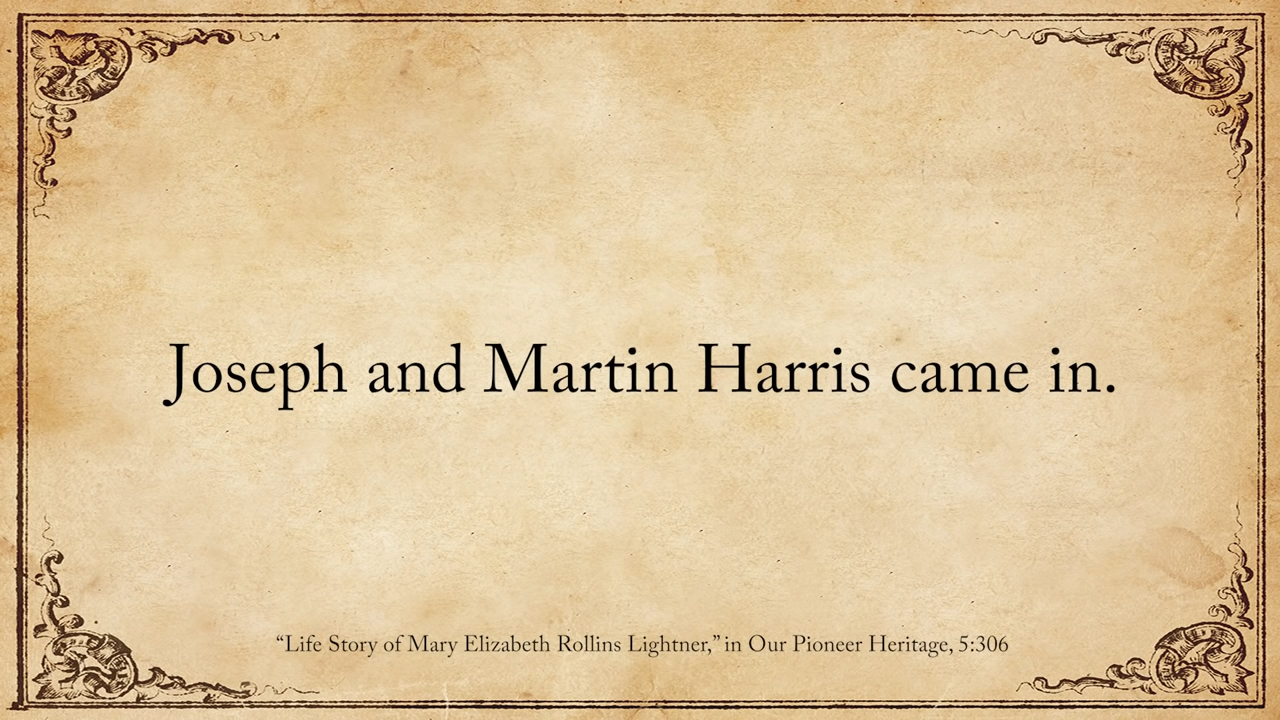 Joseph and Martin Harris came in.
“Life Story of Mary Elizabeth Rollins Lightner,” in Our Pioneer Heritage, 5:306